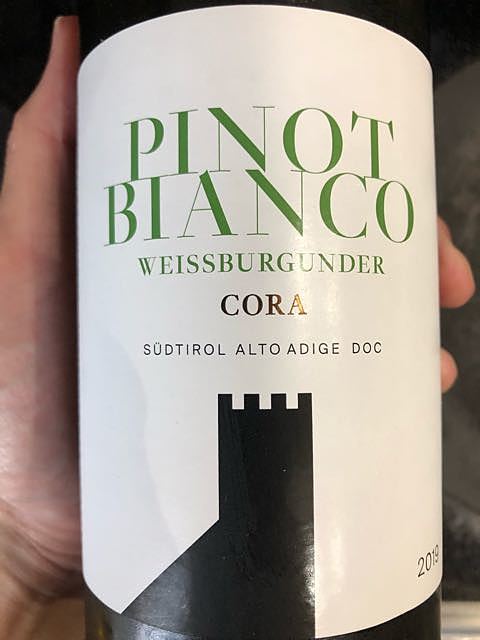 PINOT
BIANCO
WEISSBURGUNDER
CORA
SÜDTIROL ALTO ADIGE DOC
2019